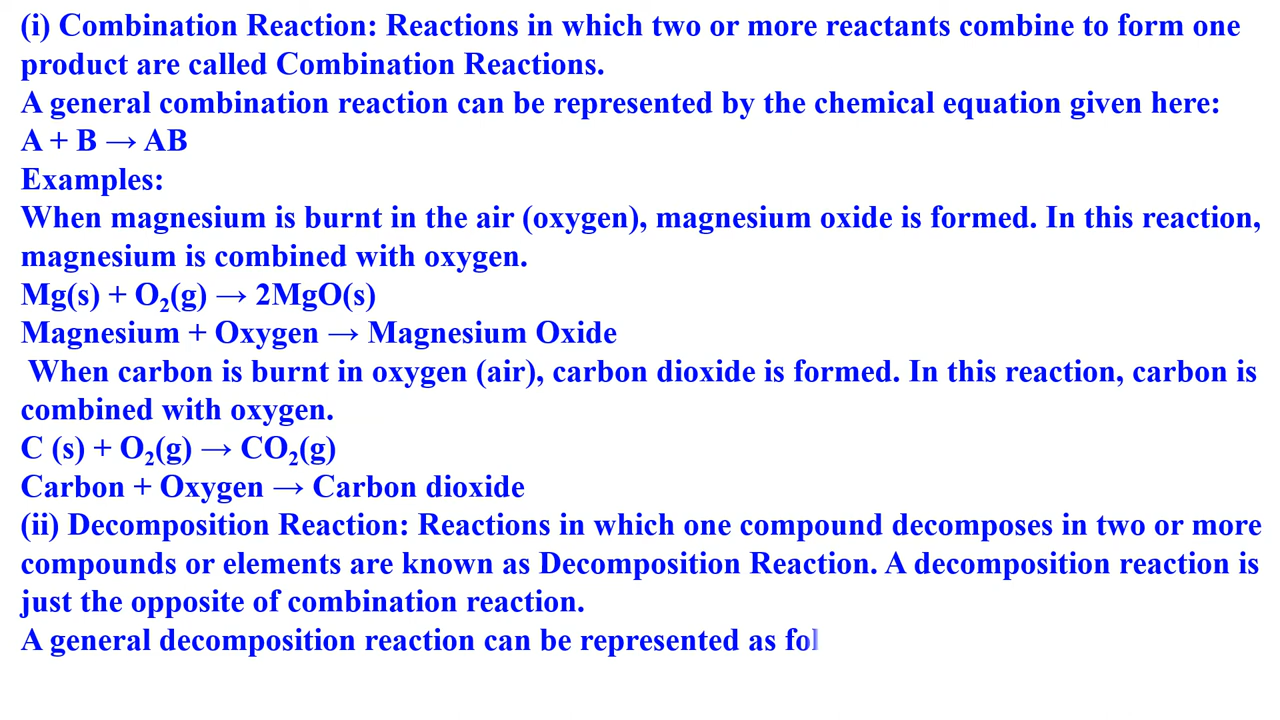 (i) Combination Reaction: Reactions in which two or more reactants combine to form one
product are called Combination Reactions.
A general combination reaction can be represented by the chemical equation given here:
A + B → AB
Examples:
When magnesium is burnt in the air (oxygen), magnesium oxide is formed. In this reaction,
magnesium is combined with oxygen.
Mg(s) + O₂(g) → 2MgO(s)
Magnesium + Oxygen → Magnesium Oxide
When carbon is burnt in oxygen (air), carbon dioxide is formed. In this reaction, carbon is
combined with oxygen.
C (s) + O₂(g) → CO₂(g)
Carbon + Oxygen → Carbon dioxide
(ii) Decomposition Reaction: Reactions in which one compound decomposes in two or more
compounds or elements are known as Decomposition Reaction. A decomposition reaction is
just the opposite of combination reaction.
A general decomposition reaction can be represented as